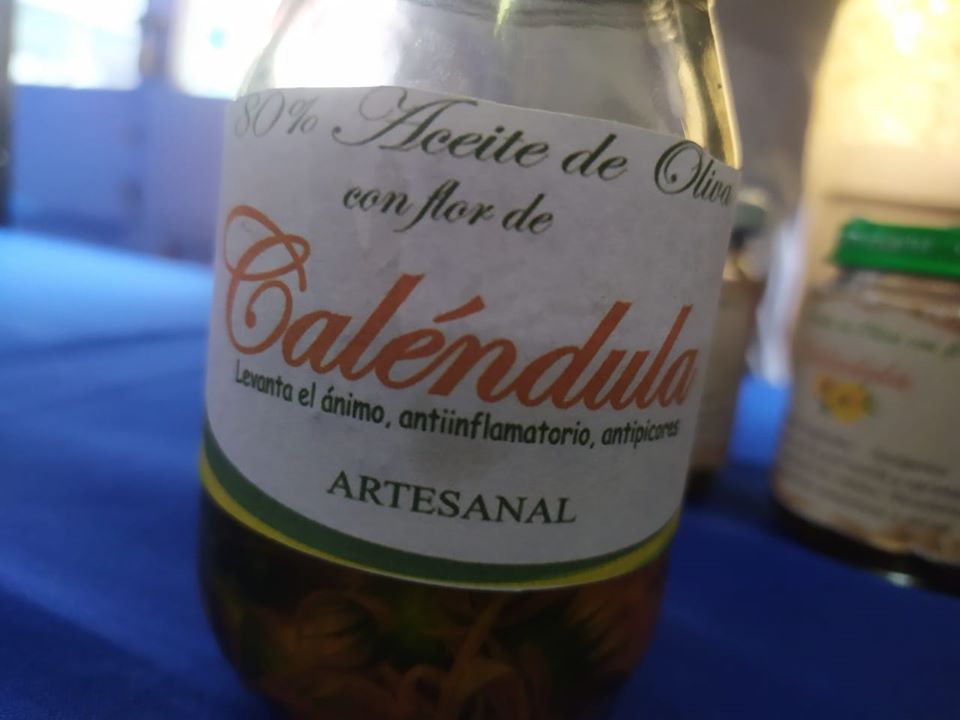 80% Aceite de Oliva
con flor de
Caléndula
Levanta el ánimo, antiinflamatorio, antipicores
ARTESANAL